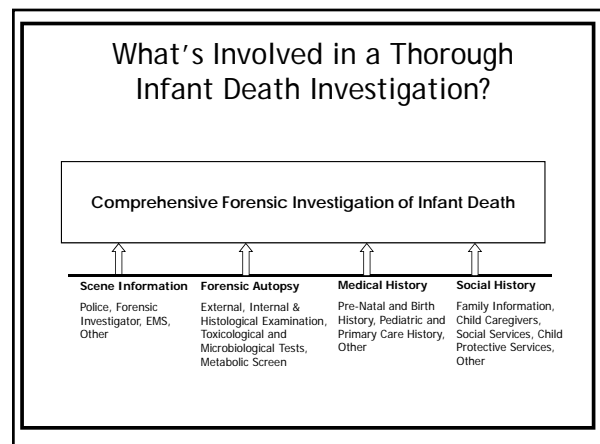 What's Involved in a Thorough
Infant Death Investigation?
Comprehensive Forensic Investigation of Infant Death
Scene Information
Police, Forensic
Investigator, EMS,
Other
Forensic Autopsy
External, Internal &
Histological Examination,
Toxicological and
Microbiological Tests,
Metabolic Screen
Medical History
Pre-Natal and Birth
History, Pediatric and
Primary Care History,
Other
Social History
Family Information,
Child Caregivers,
Social Services, Child
Protective Services,
Other